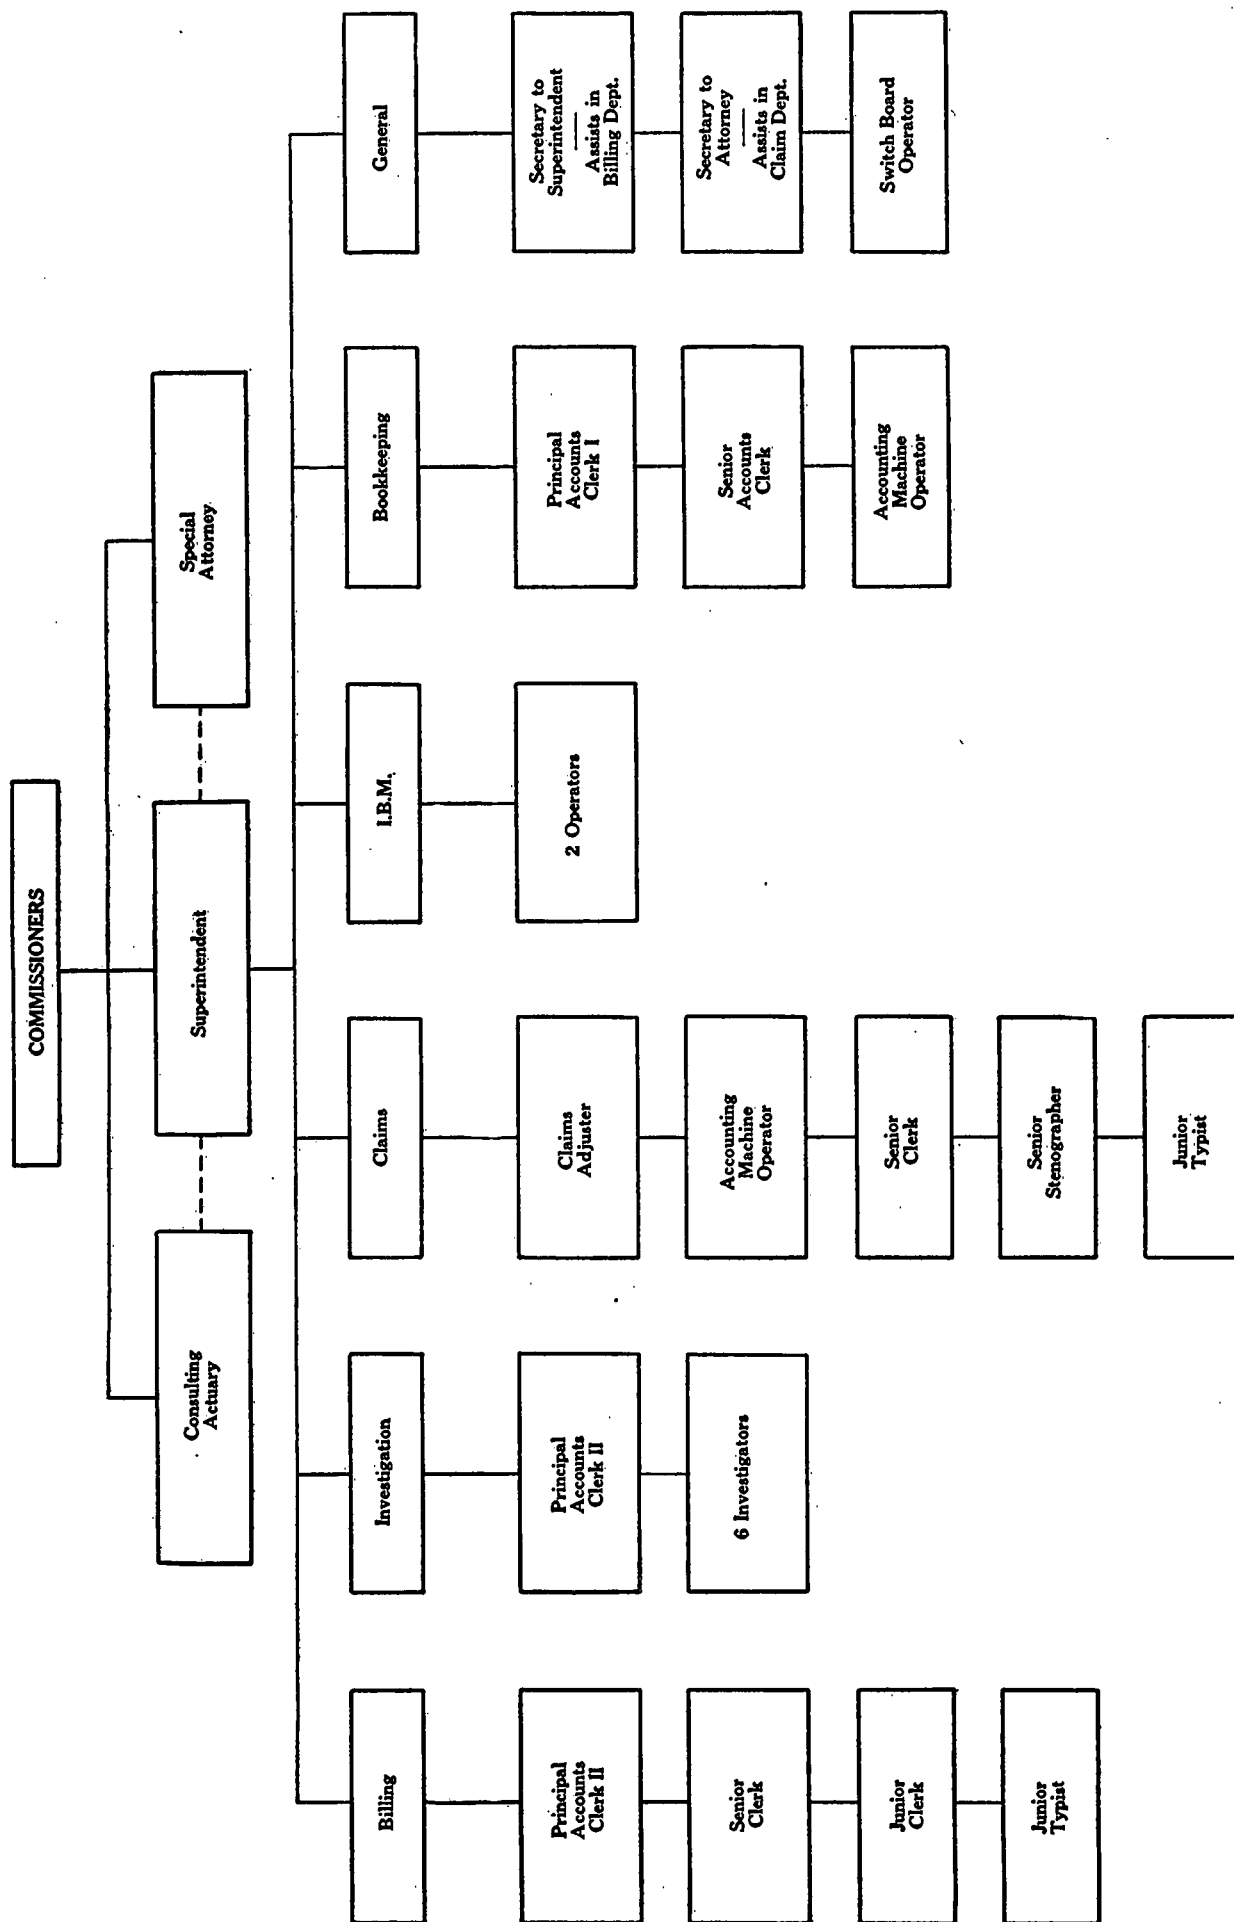 COMMISSIONERS
Consulting
Actuary
Superintendent
Special
Attorney
Billing
Investigation
Claims
I.B.M.
Bookkeeping
General
Principal
Accounts
Clerk II
Principal
Accounts
Clerk II
Claims
Adjuster
2 Operators
Principal
Accounts
Clerk I
Secretary to
Superintendent
Assists in
Billing Dept.
Senior
Clerk
6 Investigators
Accounting
Machine
Operator
Senior
Accounts
Clerk
Secretary to
Attorney
Assists in
Claim Dept.
Junior
Clerk
Senior
Clerk
Accounting
Machine
Operator
Switch Board
Operator
Junior
Typist
Senior
Stenographer
Junior
Typist